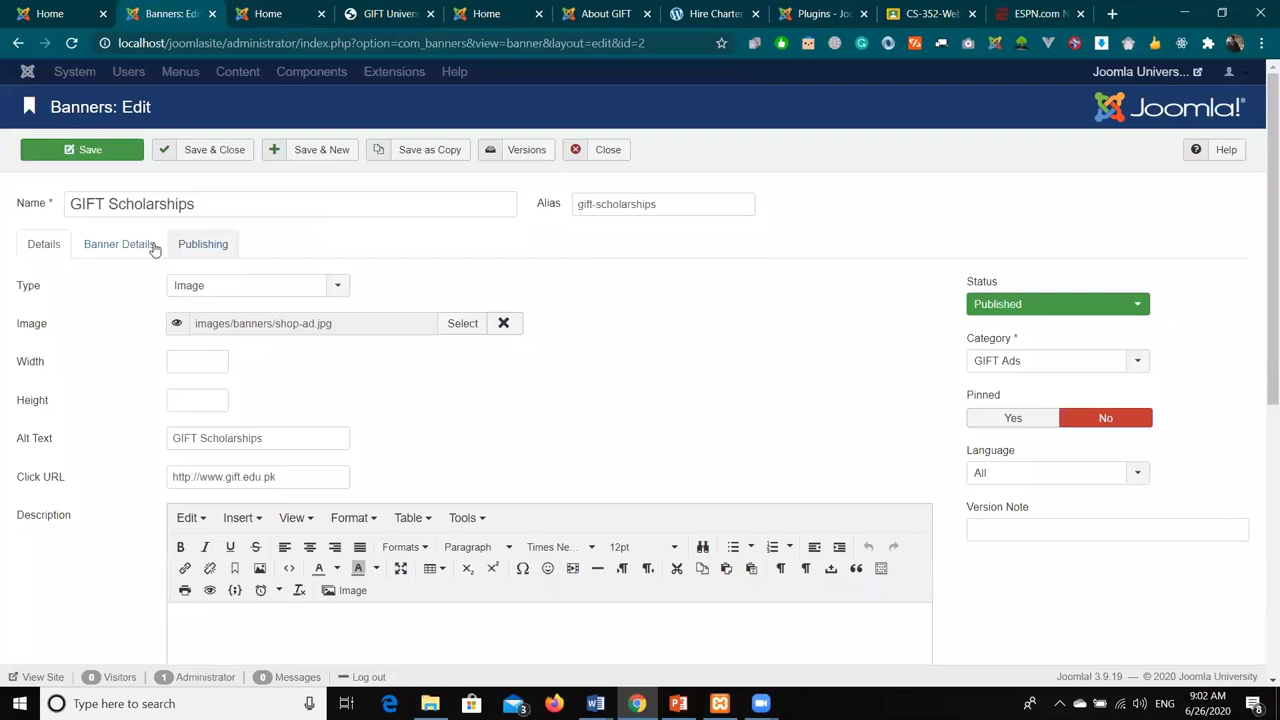 Home
Banners: Edi
Home
GIFT Univers
Home
About GIFT
Hire Charter
Plugins - Joo
CS-352-Web
ESPN.com N
localhost/joomlasite/administrator/index.php?option=com_banners&view=banner&layout=edit&id=2
System Users Menus Content Components Extensions Help
Joomla Univers...
Banners: Edit
Joomla!
Save
Save & Close
Save & New
Save as Copy
Versions
Close
Help
Name *
GIFT Scholarships
Alias
gift-scholarships
Details
Banner Details
Publishing
Type
Image
Status
Published
Image
images/banners/shop-ad.jpg
Select
Category *
GIFT Ads
Width
Height
Pinned
Yes
No
Alt Text
GIFT Scholarships
Language
All
Click URL
http://www.gift.edu.pk
Version Note
Description
Edit Insert View Format Table Tools
Formats Paragraph Times Ne... 12pt
Image
View Site
0 Visitors
1 Administrator
0 Messages
Log out
Joomla! 3.9.19 — © 2020 Joomla University
Type here to search
3
ENG
9:02 AM
6/26/2020
8